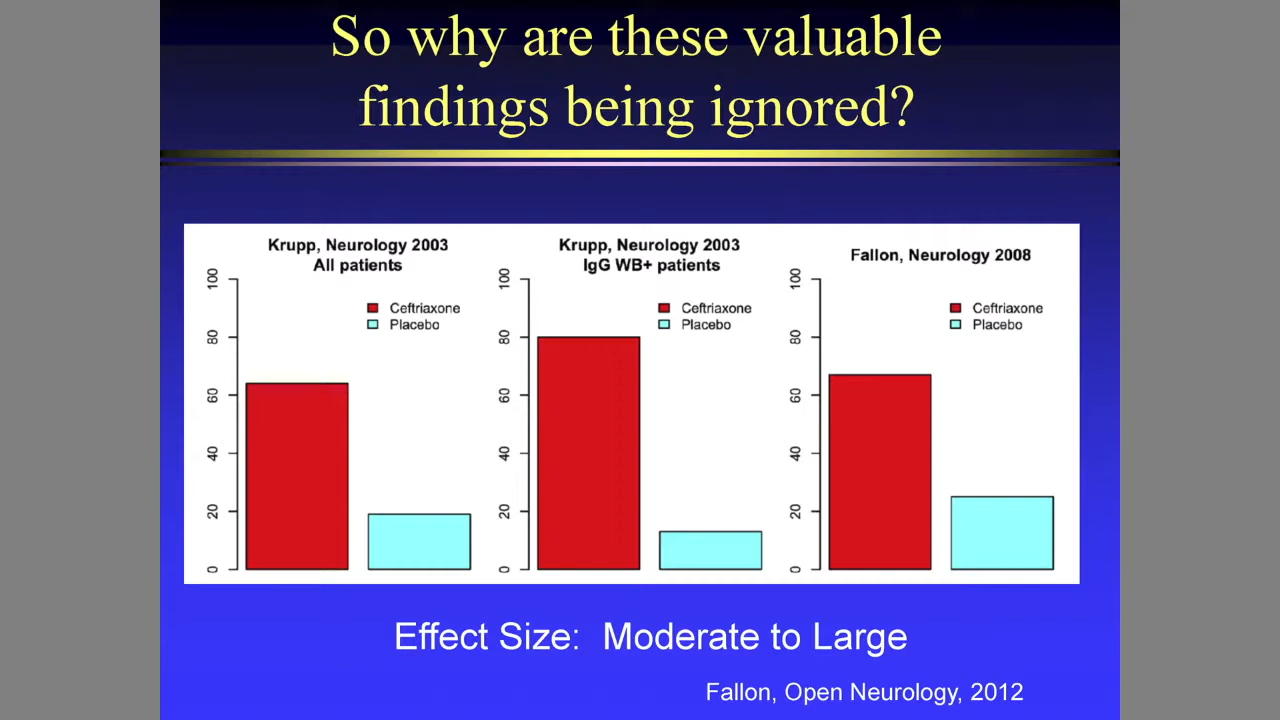 So why are these valuable
findings being ignored?
Krupp, Neurology 2003
All patients
100
80
60
40
20
0
Ceftriaxone
Placebo
Krupp, Neurology 2003
IgG WB+ patients
100
80
60
40
20
0
Ceftriaxone
Placebo
Fallon, Neurology 2008
100
80
60
40
20
0
Ceftriaxone
Placebo
Effect Size: Moderate to Large
Fallon, Open Neurology, 2012